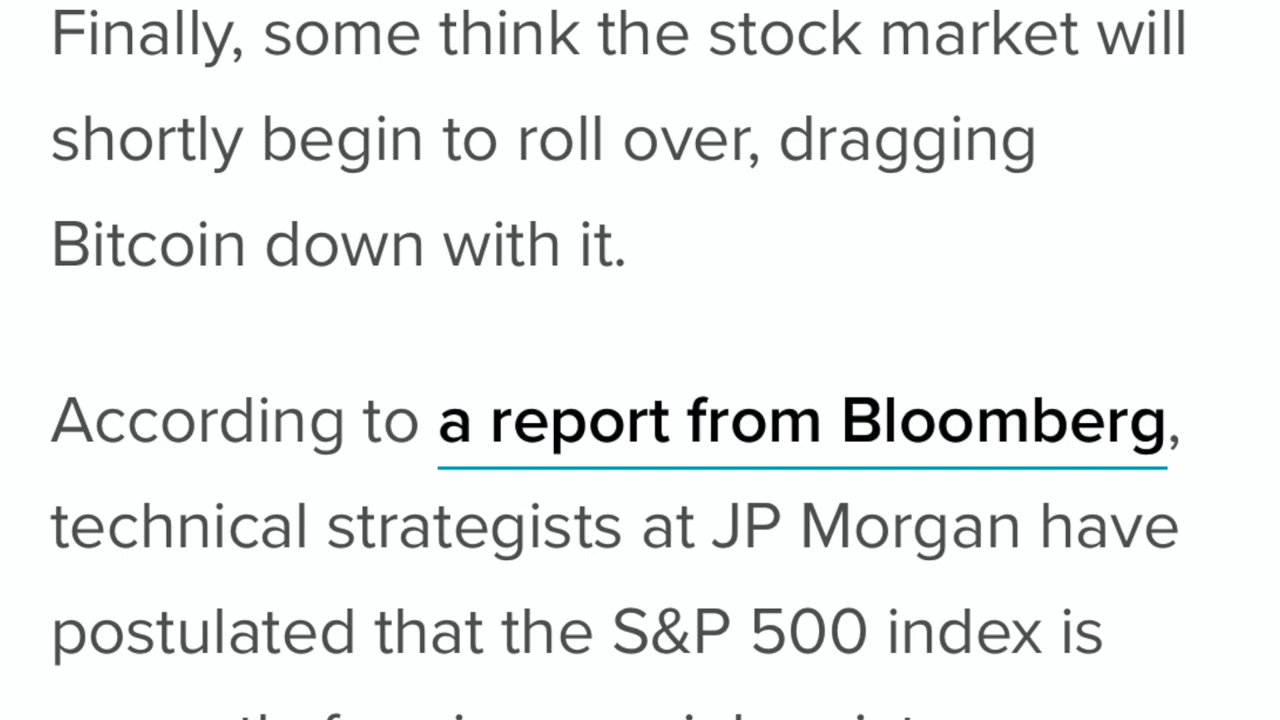 Finally, some think the stock market will
shortly begin to roll over, dragging
Bitcoin down with it.
According to a report from Bloomberg,
technical strategists at JP Morgan have
postulated that the S&P 500 index is